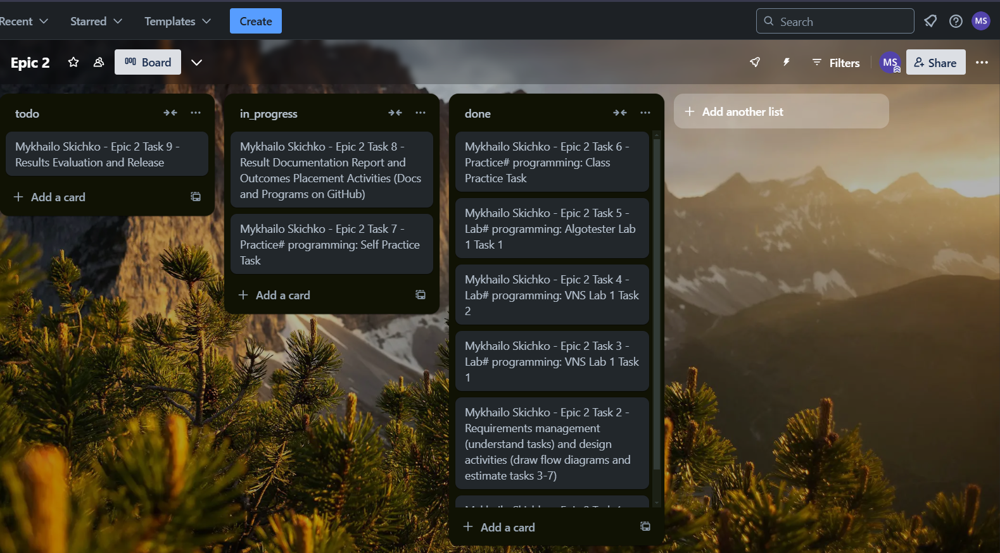 Recent
Starred
Templates
Create
Search
MS
Epic 2
Board
Filters
MS
Share
todo
Mykhailo Skichko - Epic 2 Task 9 -
Results Evaluation and Release
Add a card
in_progress
Mykhailo Skichko - Epic 2 Task 8 -
Result Documentation Report and
Outcomes Placement Activities (Docs
and Programs on GitHub)
Mykhailo Skichko - Epic 2 Task 7 -
Practice# programming: Self Practice
Task
Add a card
done
Mykhailo Skichko - Epic 2 Task 6 -
Practice# programming: Class
Practice Task
Mykhailo Skichko - Epic 2 Task 5 -
Lab# programming: Algotester Lab
1 Task 1
Mykhailo Skichko - Epic 2 Task 4 -
Lab# programming: VNS Lab 1 Task
2
Mykhailo Skichko - Epic 2 Task 3 -
Lab# programming: VNS Lab 1 Task
1
Mykhailo Skichko - Epic 2 Task 2 -
Requirements management
(understand tasks) and design
activities (draw flow diagrams and
estimate tasks 3-7)
Add a card
Add another list